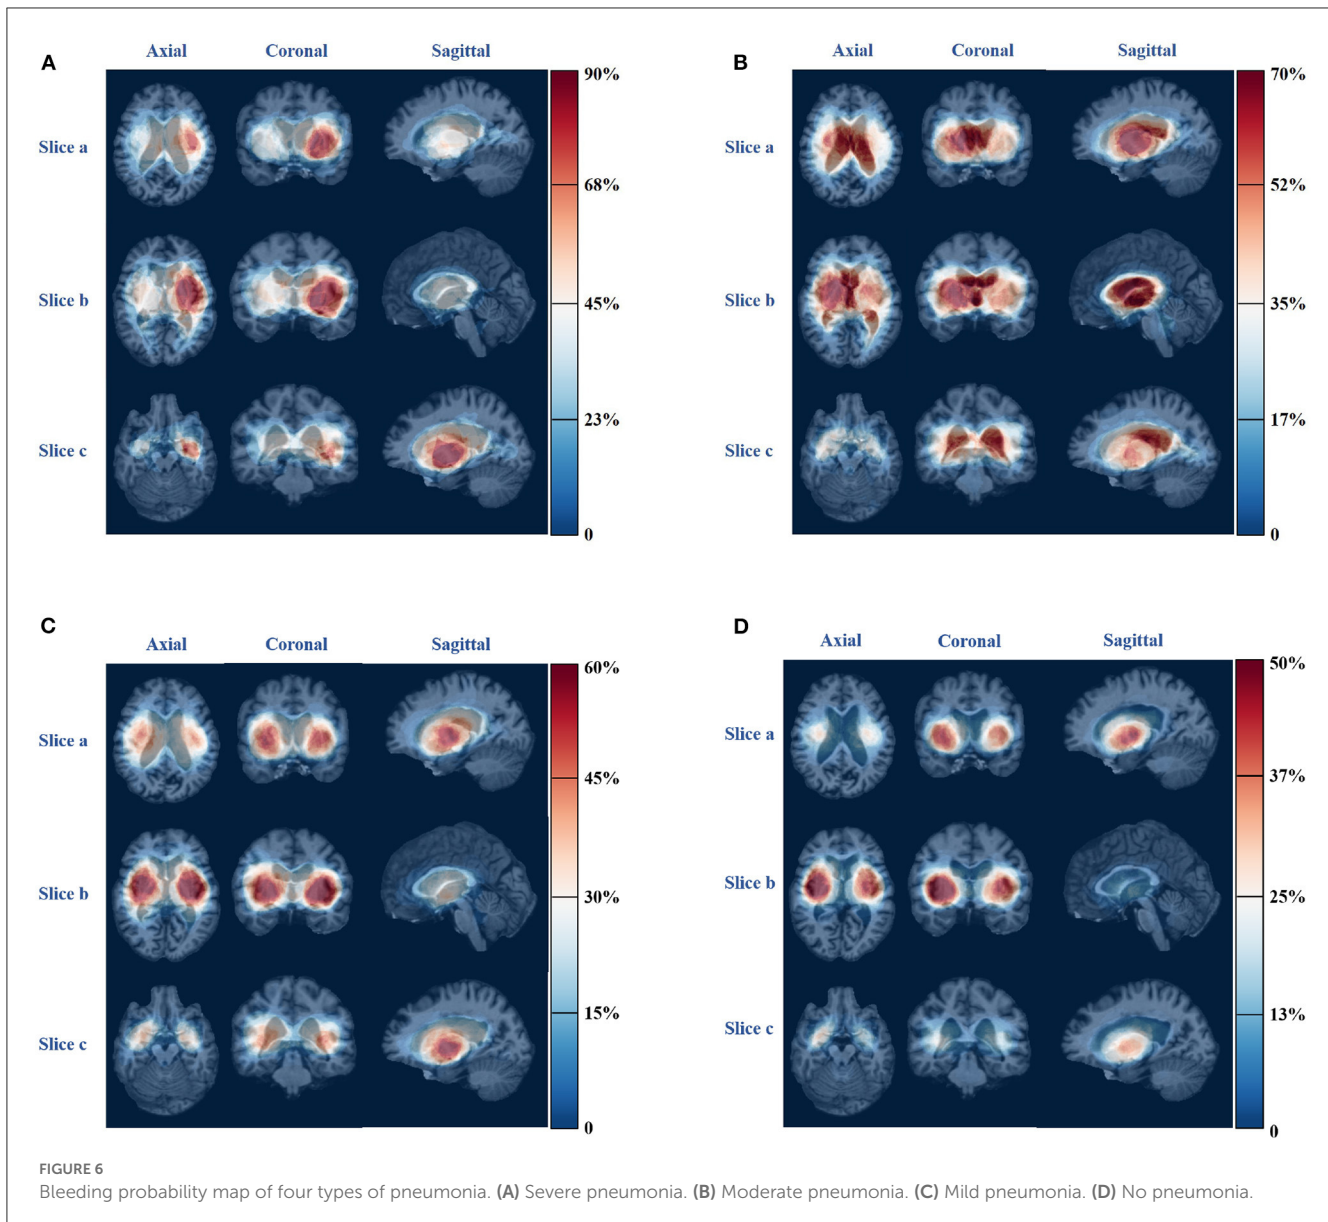 A
Axial Coronal Sagittal
90%
Slice a
68%
Slice b
45%
23%
Slice c
0
B
Axial Coronal Sagittal
70%
Slice a
52%
Slice b
35%
17%
Slice c
0
C
Axial Coronal Sagittal
60%
Slice a
45%
Slice b
30%
15%
Slice c
0
D
Axial Coronal Sagittal
50%
Slice a
37%
Slice b
25%
13%
Slice c
0
FIGURE 6
Bleeding probability map of four types of pneumonia. (A) Severe pneumonia. (B) Moderate pneumonia. (C) Mild pneumonia. (D) No pneumonia.